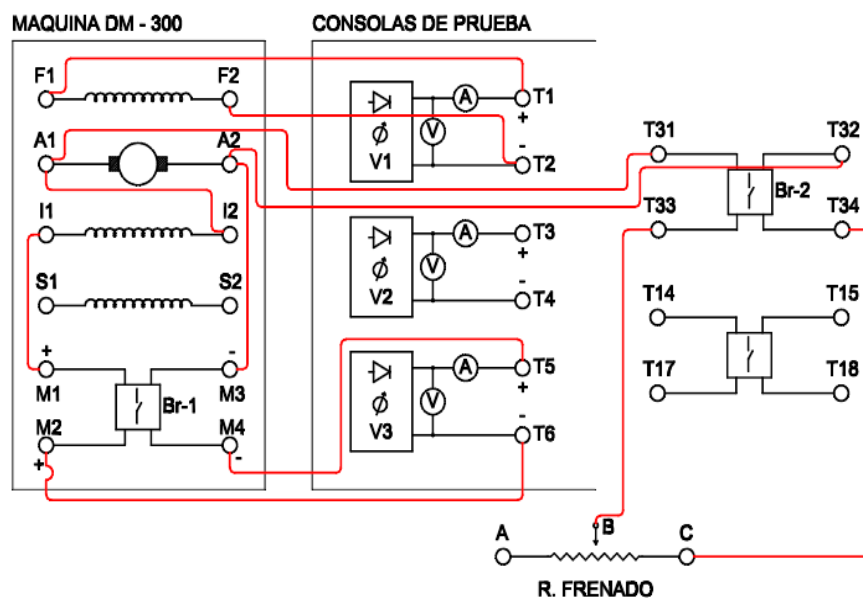 MAQUINA DM - 300
CONSOLAS DE PRUEBA
F1 F2
A1 A2
I1 I2
S1 S2
+ -
M1 M3
Br-1
M2 M4
+ -
A T1
+
V
V1
-
T2
A T3
+
V
V2
-
T4
A T5
+
V
V3
-
T6
T31 T32
Br-2
T33 T34
T14 T15
T17 T18
A B C
R. FRENADO